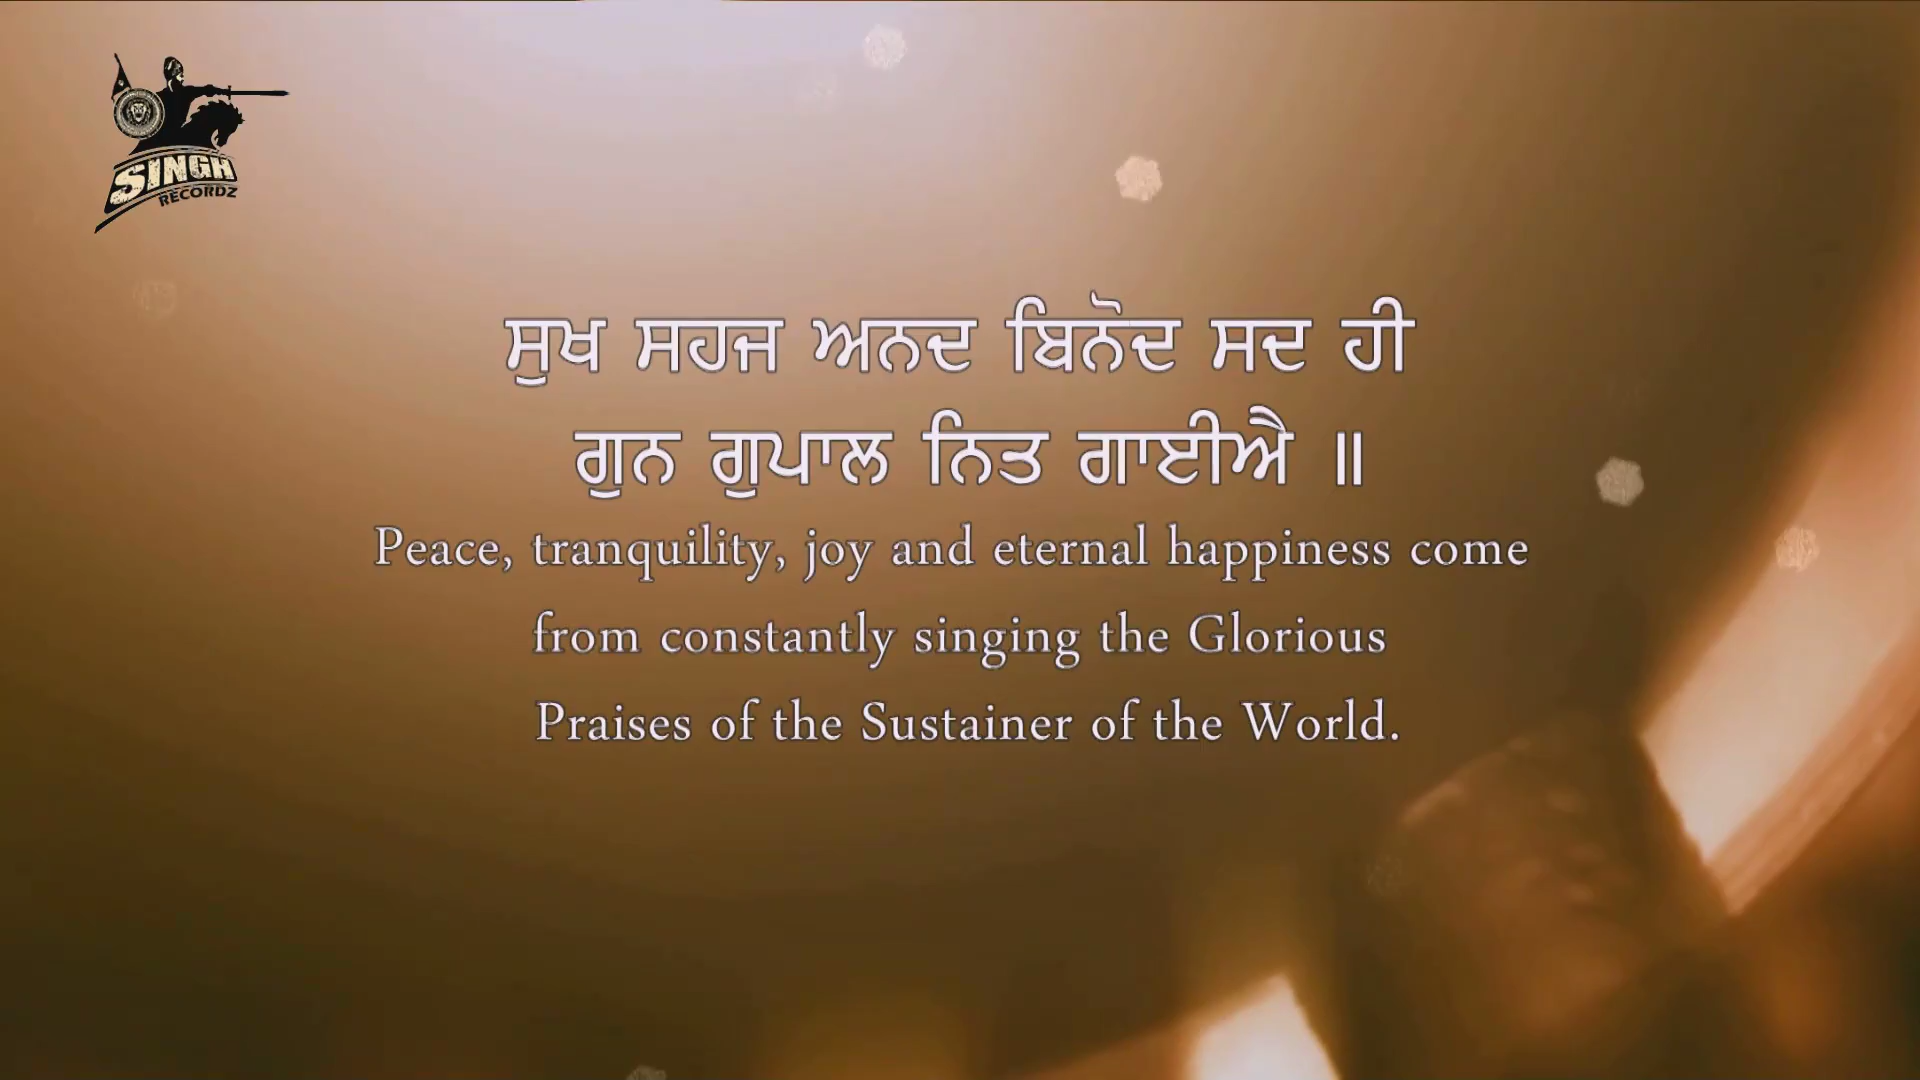 SINGH
RECORDZ
ਸੁਖ ਸਹਜ ਅਨਦ ਬਿਨੋਦ ਸਦ ਹੀ
ਗੁਨ ਗੁਪਾਲ ਨਿਤ ਗਾਈਐ ॥
Peace, tranquility, joy and eternal happiness come
from constantly singing the Glorious
Praises of the Sustainer of the World.